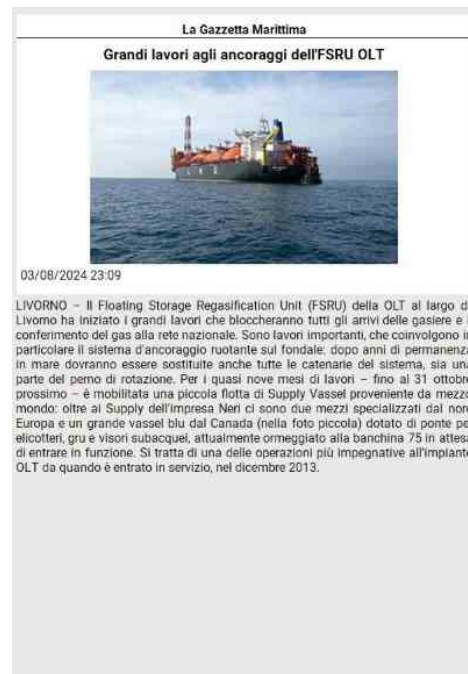 La Gazzetta Marittima
Grandi lavori agli ancoraggi dell'FSRU OLT
03/08/2024 23:09
LIVORNO – Il Floating Storage Regasification Unit (FSRU) della OLT al largo d
Livorno ha iniziato i grandi lavori che bloccheranno tutti gli arrivi delle gasiere e i
conferimento del gas alla rete nazionale. Sono lavori importanti, che coinvolgono in
particolare il sistema d'ancoraggio ruotante sul fondale: dopo anni di permanenza
in mare dovranno essere sostituite anche tutte le catenarie del sistema, sia una
parte del perno di rotazione. Per i quasi nove mesi di lavori – fino al 31 ottobre
prossimo – è mobilitata una piccola flotta di Supply Vassel proveniente da mezzo
mondo: oltre ai Supply dell'impresa Neri ci sono due mezzi specializzati dal nord
Europa e un grande vassel blu dal Canada (nella foto piccola) dotato di ponte pe
elicotteri, gru e visori subacquei, attualmente ormeggiato alla banchina 75 in attesa
di entrare in funzione. Si tratta di una delle operazioni più impegnative all'impianto
OLT da quando è entrato in servizio, nel dicembre 2013.